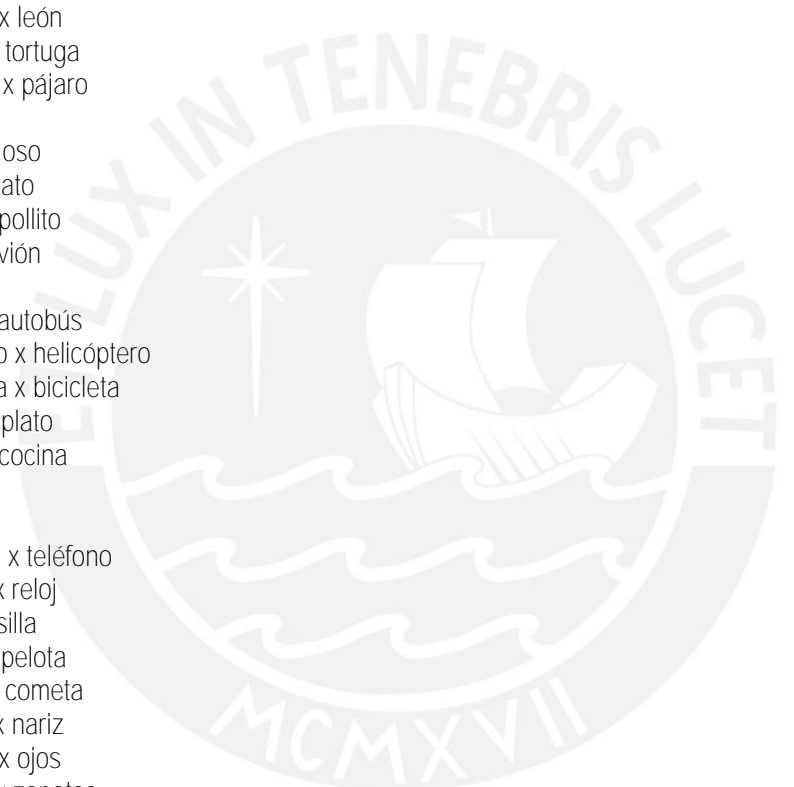 x león
tortuga
x pájaro
oso
ato
pollito
vión
autobús
o x helicóptero
a x bicicleta
plato
cocina
x teléfono
x reloj
silla
pelota
cometa
x nariz
x ojos
ET LUX IN TENEBRIS LUCET
MCMXVII